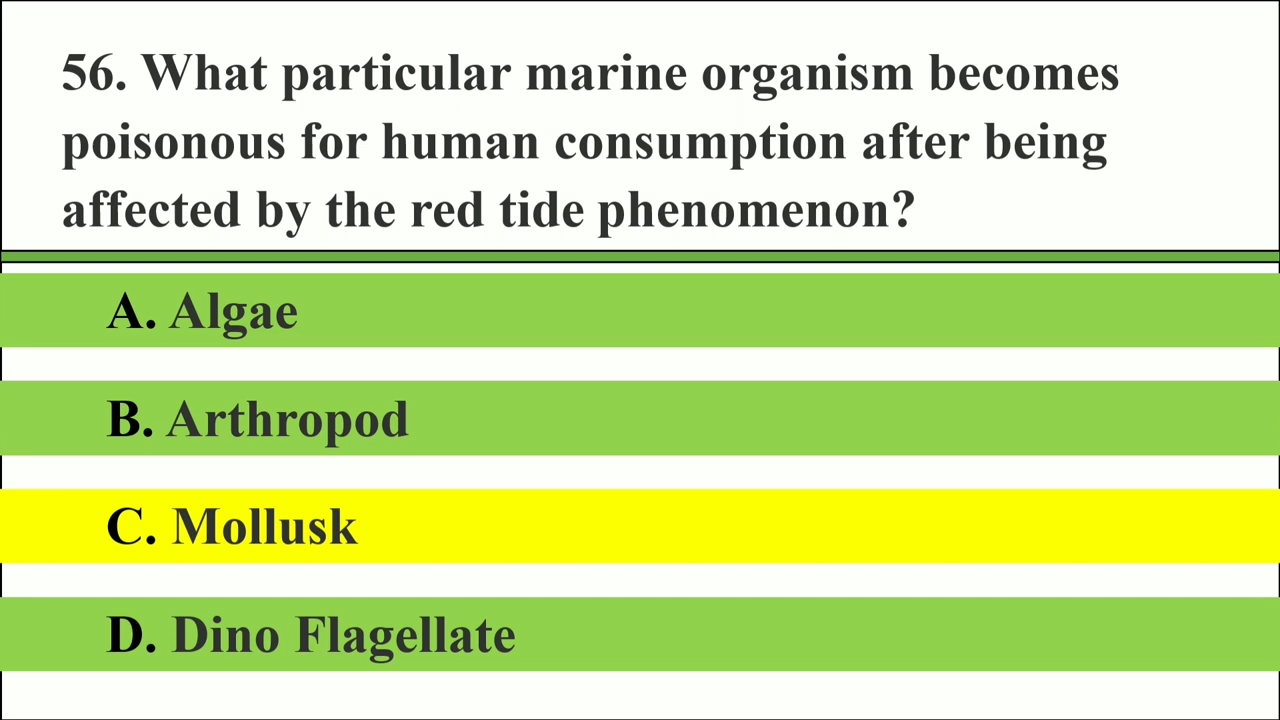 56. What particular marine organism becomes
poisonous for human consumption after being
affected by the red tide phenomenon?
A. Algae
B. Arthropod
C. Mollusk
D. Dino Flagellate